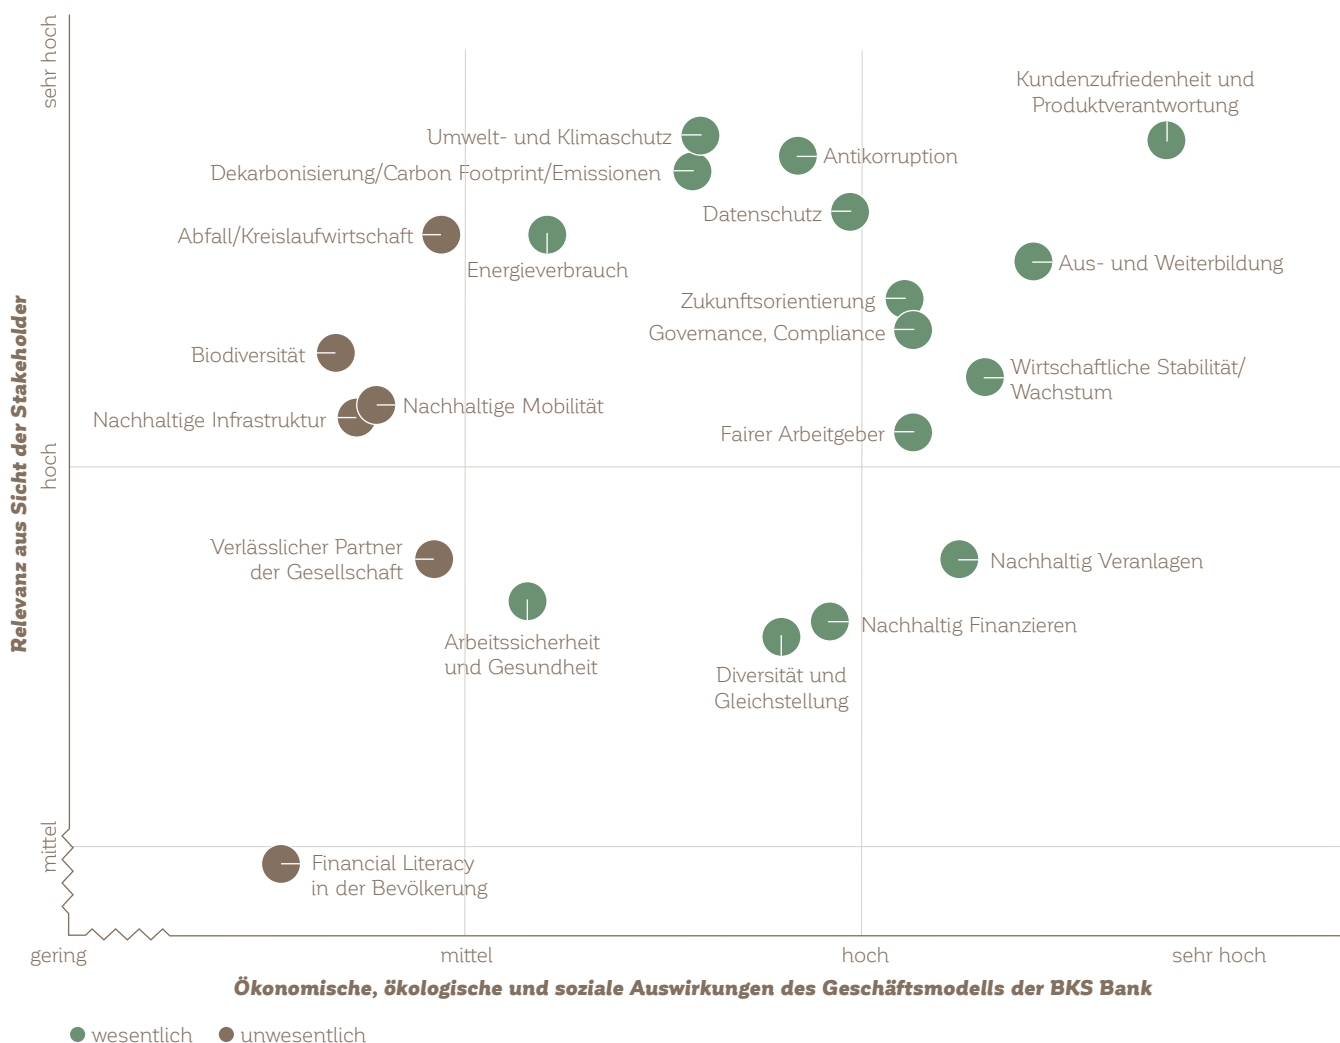 sehr hoch
Kundenzufriedenheit und
Produktverantwortung
Umwelt- und Klimaschutz
Antikorruption
Dekarbonisierung/Carbon Footprint/Emissionen
Datenschutz
Abfall/Kreislaufwirtschaft
Energieverbrauch
Aus- und Weiterbildung
Zukunftsorientierung
Governance, Compliance
Biodiversität
Wirtschaftliche Stabilität/
Wachstum
Nachhaltige Mobilität
Nachhaltige Infrastruktur
Fairer Arbeitgeber
Relevanz aus Sicht der Stakeholder
hoch
Verlässlicher Partner
der Gesellschaft
Nachhaltig Veranlagen
Nachhaltig Finanzieren
Arbeitssicherheit
und Gesundheit
Diversität und
Gleichstellung
mittel
Financial Literacy
in der Bevölkerung
gering
mittel
hoch
sehr hoch
Ökonomische, ökologische und soziale Auswirkungen des Geschäftsmodells der BKS Bank
wesentlich
unwesentlich